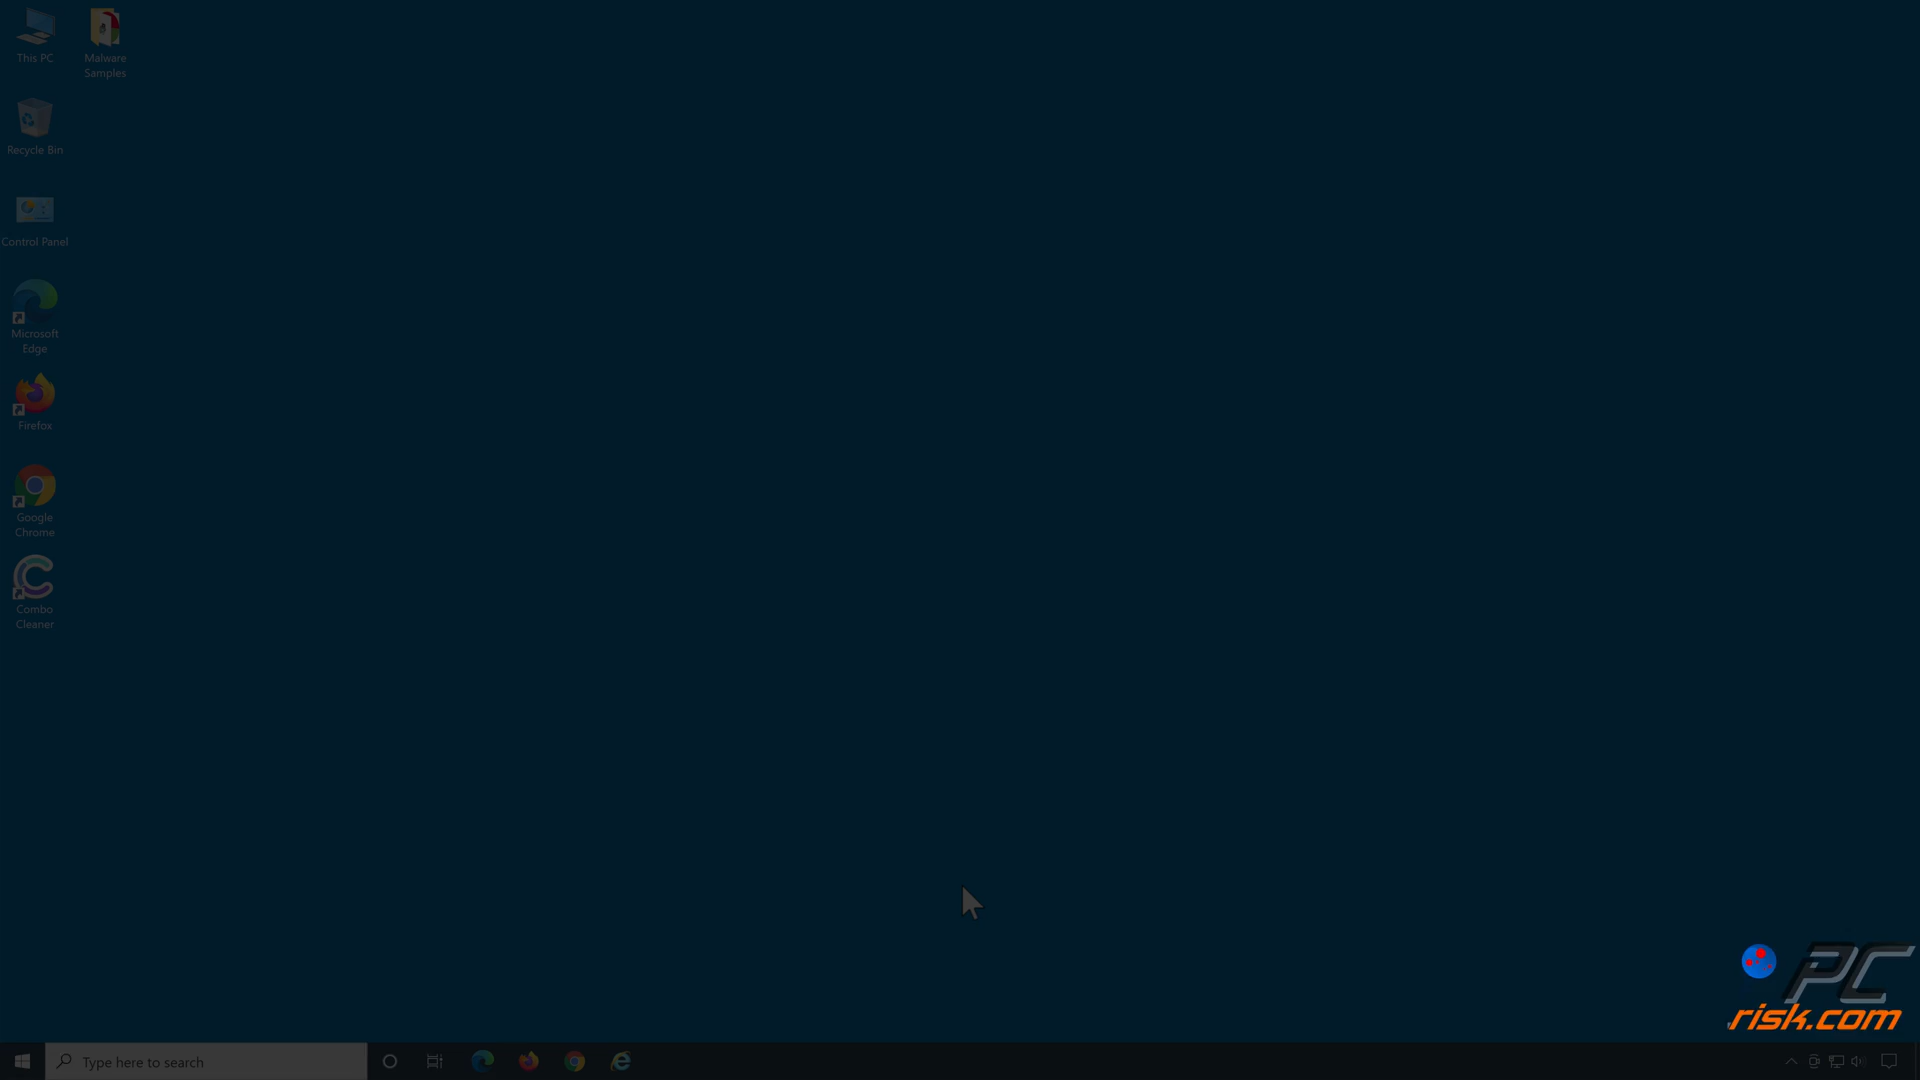 This PC
Malware
Samples
Recycle Bin
Control Panel
Microsoft
Edge
Firefox
Google
Chrome
Combo
Cleaner
PC
risk.com
Type here to search